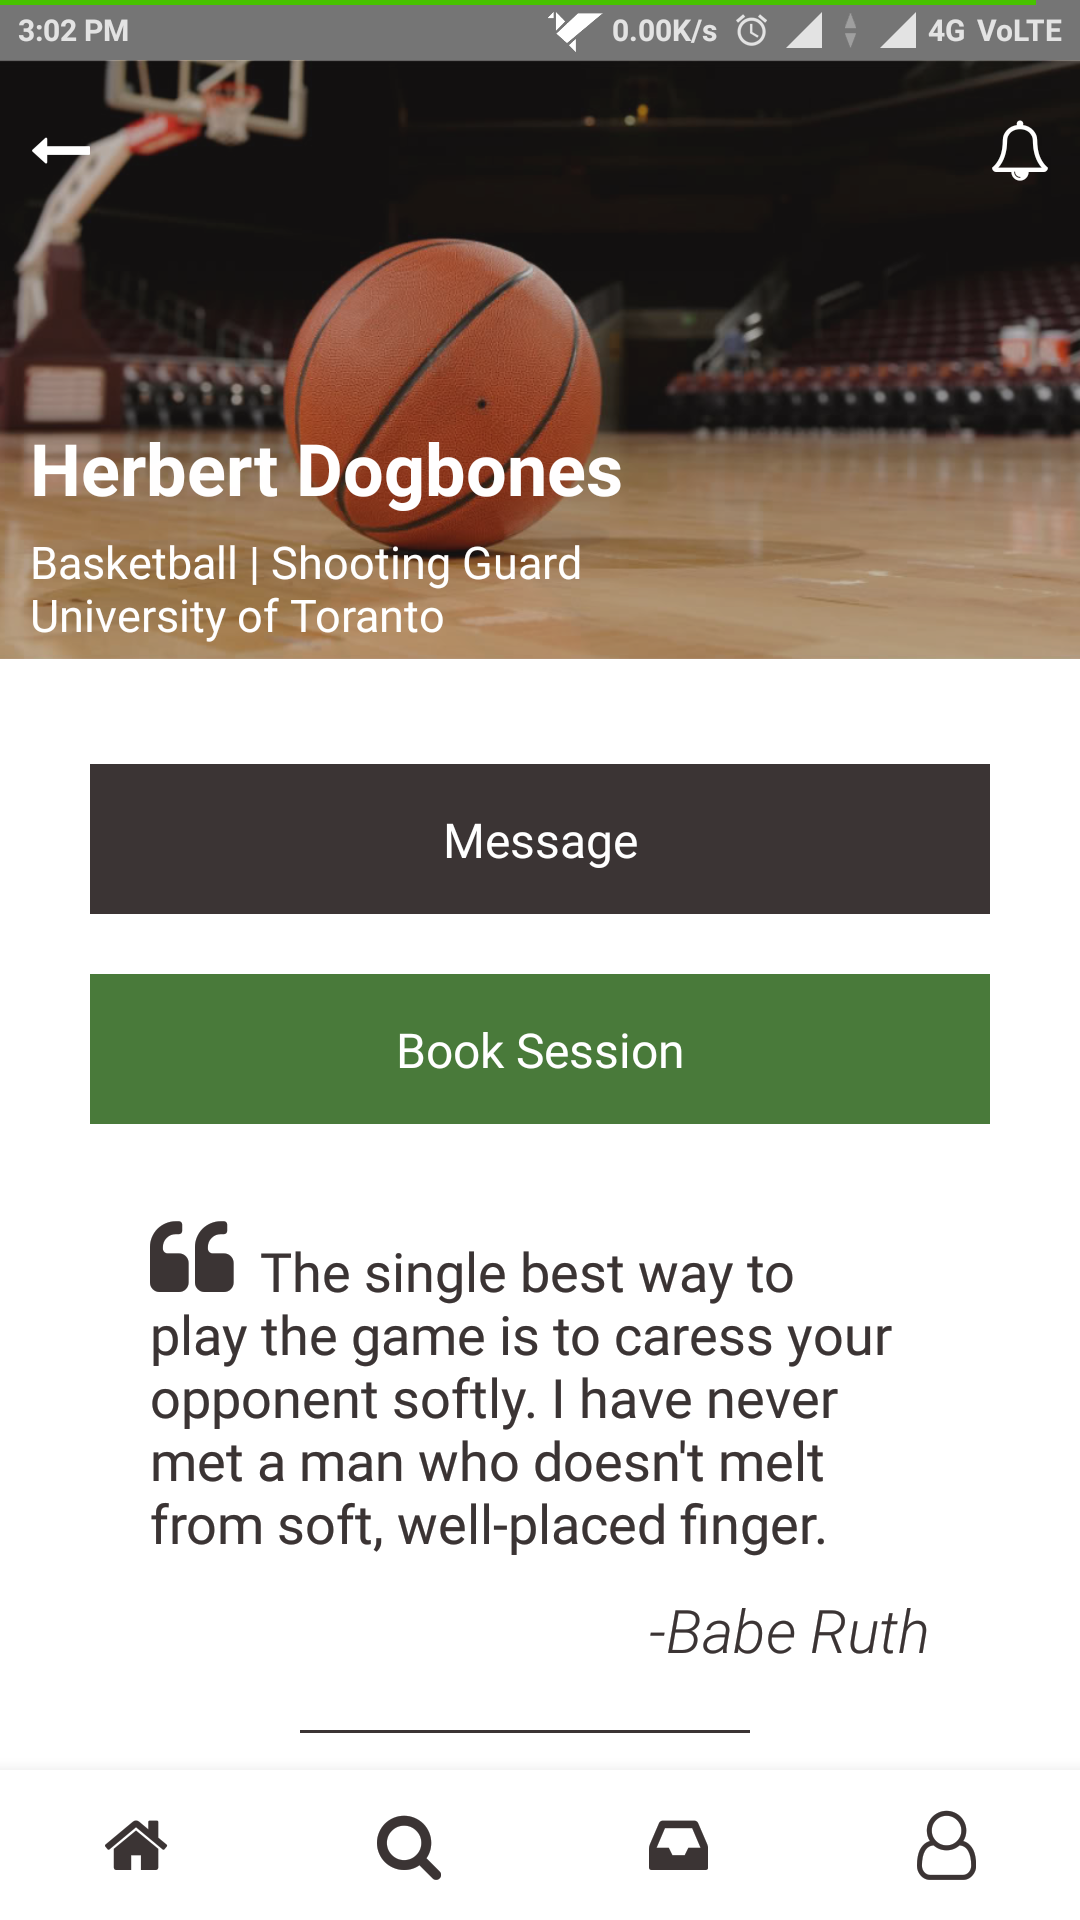 3:02 PM 0.00K/s 4G VoLTE
Herbert Dogbones
Basketball | Shooting Guard
University of Toranto
Message
Book Session
“ The single best way to
play the game is to caress your
opponent softly. I have never
met a man who doesn't melt
from soft, well-placed finger.
-Babe Ruth